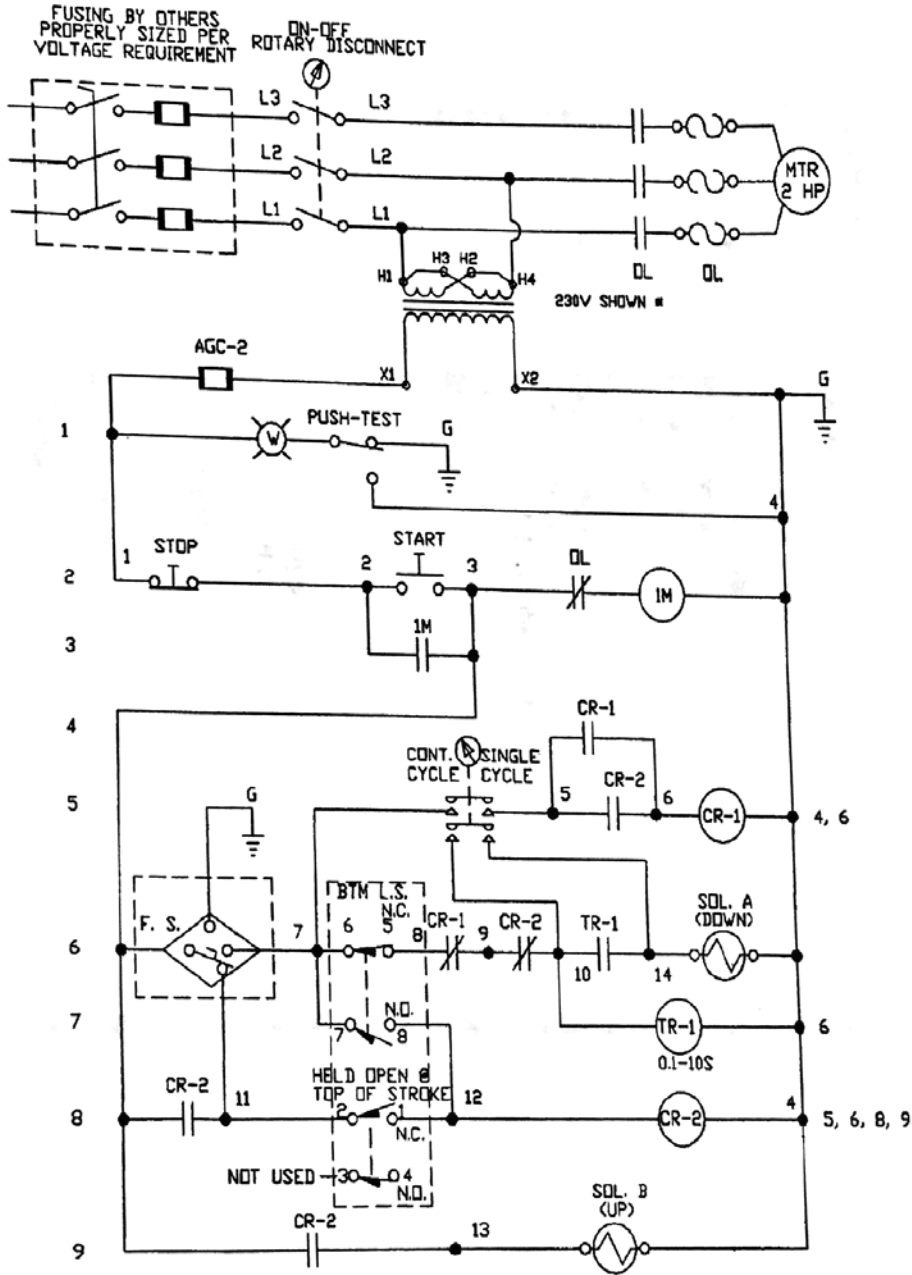 FUSING BY OTHERS
PROPERLY SIZED PER
VOLTAGE REQUIREMENT
ON-OFF
ROTARY DISCONNECT
L3
L3
L2
L2
L1
L1
MTR
2 HP
H1
H3
H2
H4
OL
OL
230V SHOWN *
AGC-2
X1
X2
G
1
W
PUSH-TEST
G
4
2
1
STOP
2
START
3
OL
1M
3
1M
4
CONT.
CYCLE
SINGLE
CYCLE
CR-1
5
G
5
CR-2
6
CR-1
4, 6
BTM L.S.
N.C.
6
F. S.
7
6
5
8
CR-1
9
CR-2
10
TR-1
14
SOL. A
(DOWN)
7
7
N.O.
8
TR-1
0.1-10S
6
HELD OPEN @
TOP OF STROKE
8
CR-2
11
2
1
N.C.
12
CR-2
4
5, 6, 8, 9
NOT USED
3
4
N.O.
9
CR-2
13
SOL. B
(UP)